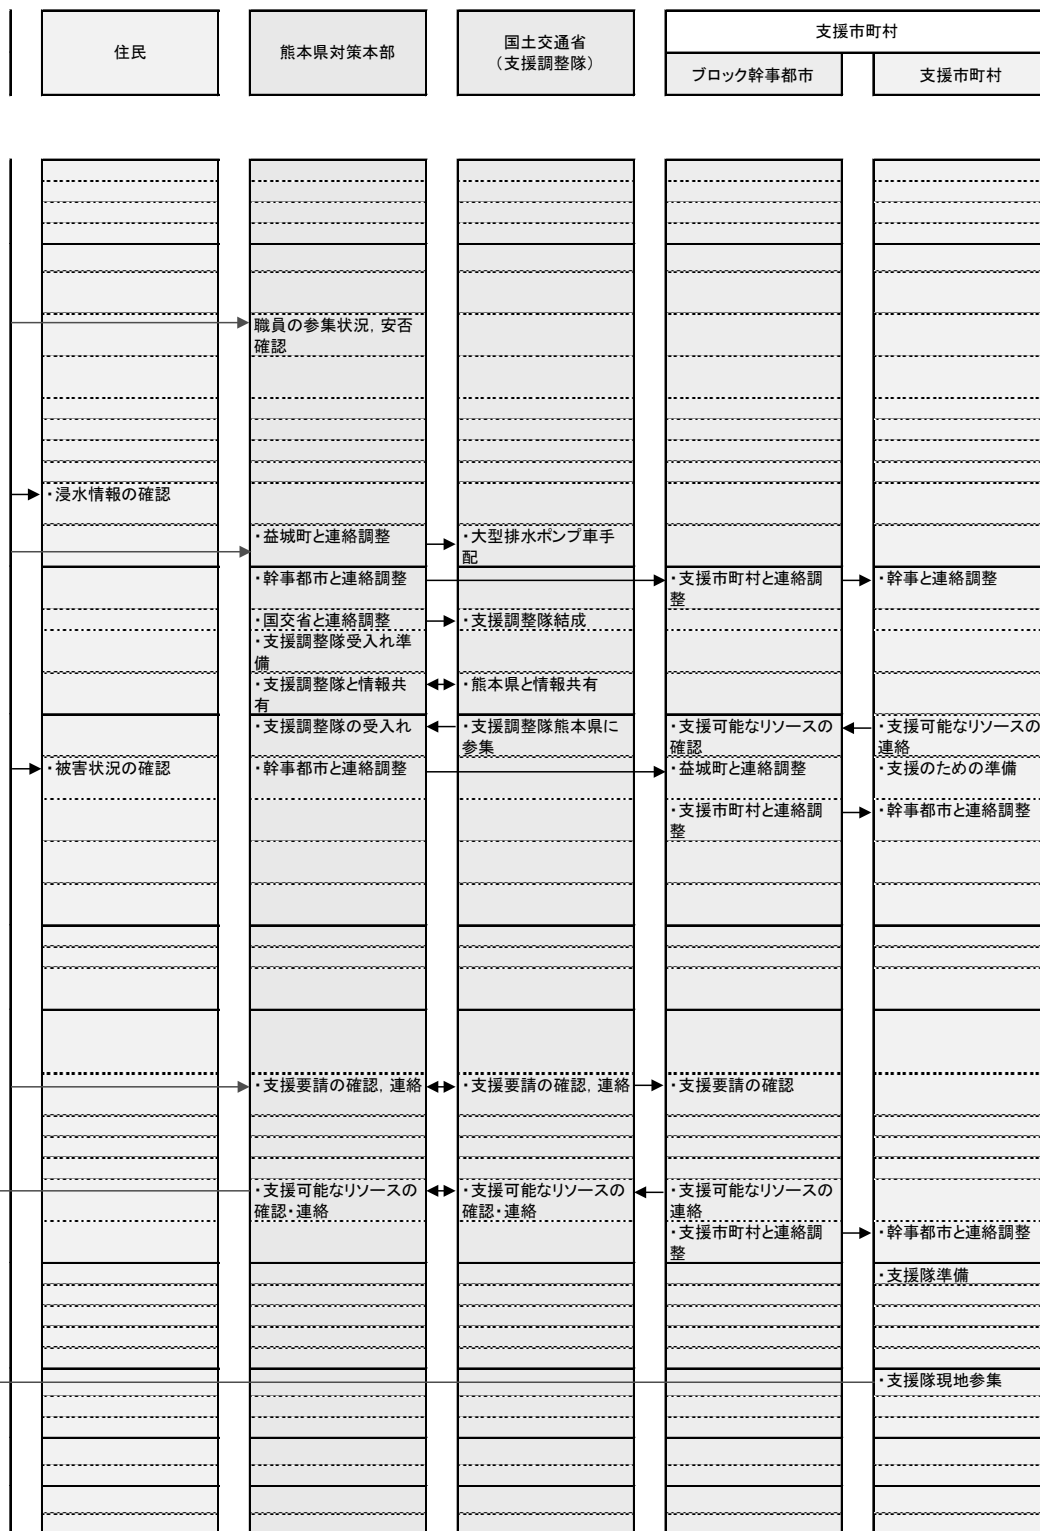 住民
熊本県対策本部
国土交通省
（支援調整隊）
支援市町村
ブロック幹事都市
支援市町村
職員の参集状況，安否
確認
・浸水情報の確認
・益城町と連絡調整
・大型排水ポンプ車手
配
・幹事都市と連絡調整
・支援市町村と連絡調
整
・幹事と連絡調整
・国交省と連絡調整
・支援調整隊結成
・支援調整隊受入れ準
備
・支援調整隊と情報共
有
・熊本県と情報共有
・支援調整隊の受入れ
・支援調整隊熊本県に
参集
・支援可能なリソースの
確認
・支援可能なリソースの
連絡
・被害状況の確認
・幹事都市と連絡調整
・益城町と連絡調整
・支援のための準備
・支援市町村と連絡調
整
・幹事都市と連絡調整
・支援要請の確認，連絡
・支援要請の確認，連絡
・支援要請の確認
・支援可能なリソースの
確認・連絡
・支援可能なリソースの
確認・連絡
・支援可能なリソースの
連絡
・支援市町村と連絡調
整
・幹事都市と連絡調整
・支援隊準備
・支援隊現地参集